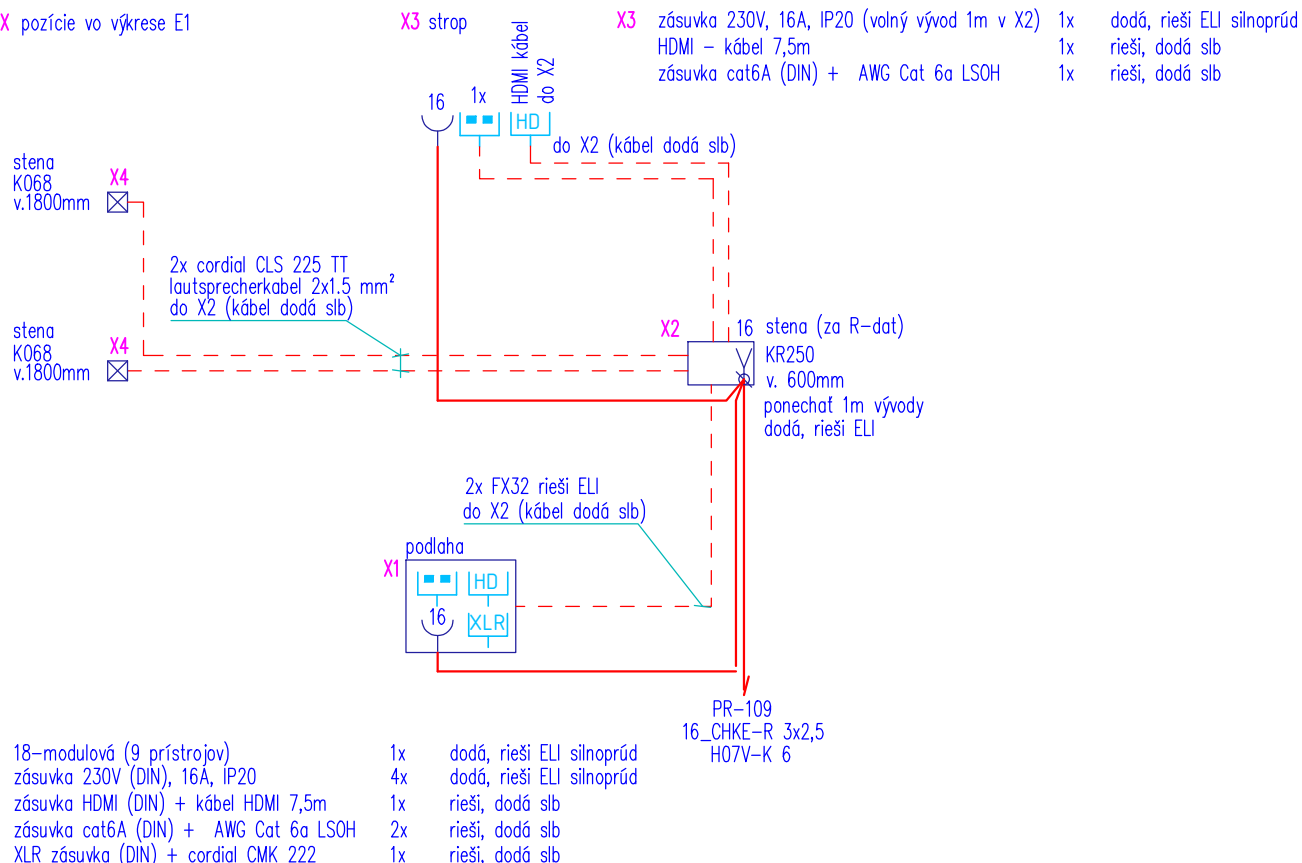 X pozície vo výkrese E1
X3 strop
X3 zásuvka 230V, 16A, IP20 (volný vývod 1m v X2) 1x dodá, rieši ELI silnoprúd
HDMI – kábel 7,5m 1x rieši, dodá slb
zásuvka cat6A (DIN) + AWG Cat 6a LSOH 1x rieši, dodá slb
HDMI kábel
do X2
16
1x
HD
do X2 (kábel dodá slb)
stena
K068
v.1800mm
X4
2x cordial CLS 225 TT
lautsprecherkabel 2x1.5 mm²
do X2 (kábel dodá slb)
stena
K068
v.1800mm
X4
X2
16 stena (za R-dat)
KR250
v. 600mm
ponechať 1m vývody
dodá, rieši ELI
2x FX32 rieši ELI
do X2 (kábel dodá slb)
podlaha
X1
HD
16
XLR
PR-109
16_CHKE-R 3x2,5
H07V-K 6
18-modulová (9 prístrojov) 1x dodá, rieši ELI silnoprúd
zásuvka 230V (DIN), 16A, IP20 4x dodá, rieši ELI silnoprúd
zásuvka HDMI (DIN) + kábel HDMI 7,5m 1x rieši, dodá slb
zásuvka cat6A (DIN) + AWG Cat 6a LSOH 2x rieši, dodá slb
XLR zásuvka (DIN) + cordial CMK 222 1x rieši, dodá slb